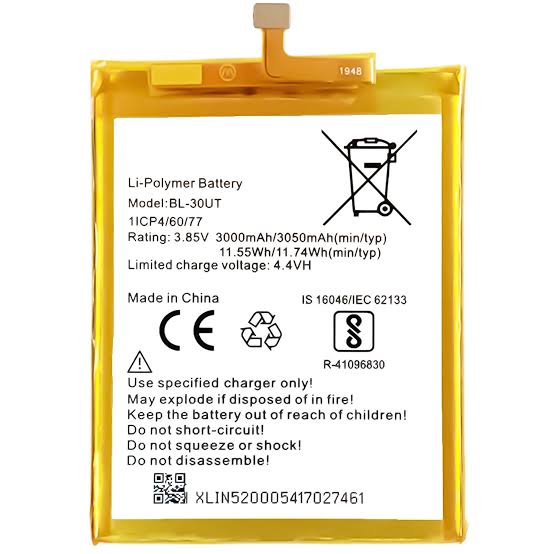 1948
Li-Polymer Battery
Model:BL-30UT
1ICP4/60/77
Rating: 3.85V 3000mAh/3050mAh(min/typ)
11.55Wh/11.74Wh(min/typ)
Limited charge voltage: 4.4VH
Made in China IS 16046/IEC 62133
CE
R-41096830
Use specified charger only!
May explode if disposed of in fire!
Keep the battery out of reach of children!
Do not short-circuit!
Do not squeeze or shock!
Do not disassemble!
XLIN520005417027461